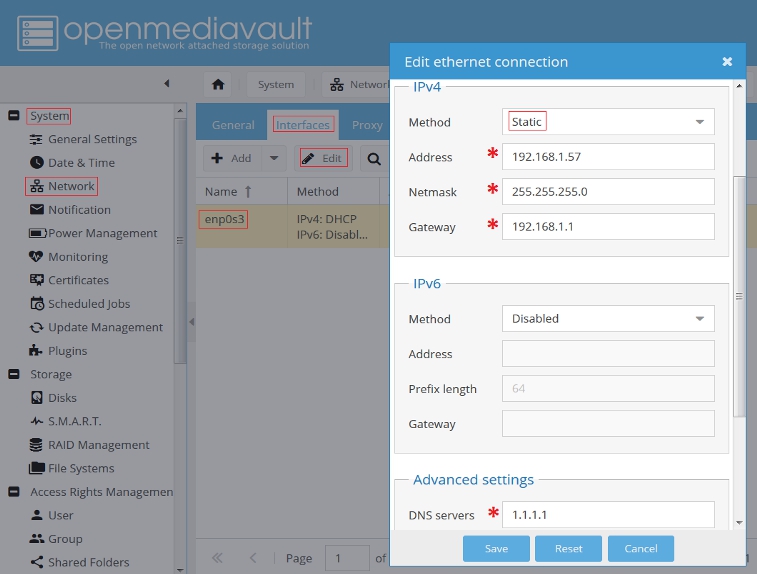 openmediavault
The open network attached storage solution
System
Network
Edit ethernet connection
System
General Settings
Date & Time
Network
Notification
Power Management
Monitoring
Certificates
Scheduled Jobs
Update Management
Plugins
Storage
Disks
S.M.A.R.T.
RAID Management
File Systems
Access Rights Managemen
User
Group
Shared Folders
General
Interfaces
Proxy
Add
Edit
Name
Method
enp0s3
IPv4: DHCP
IPv6: Disabl...
Page
1
of
IPv4
Method
Static
Address
* 192.168.1.57
Netmask
* 255.255.255.0
Gateway
* 192.168.1.1
IPv6
Method
Disabled
Address
Prefix length
64
Gateway
Advanced settings
DNS servers
* 1.1.1.1
Save
Reset
Cancel